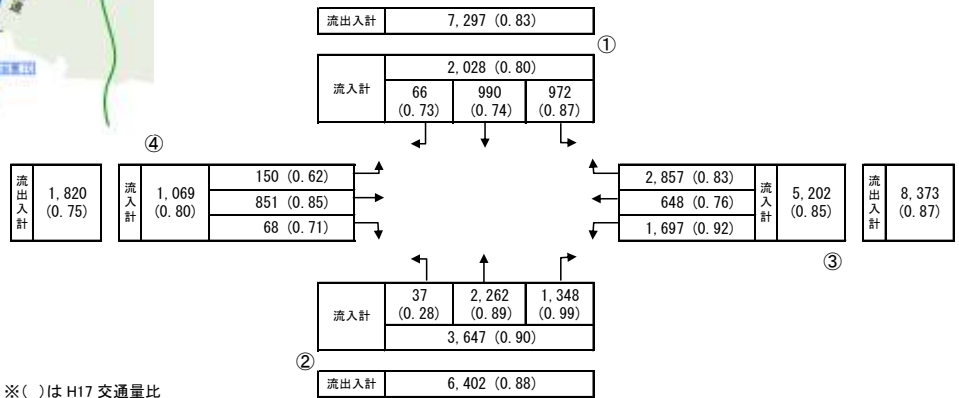 流出入計 7,297 (0.83)
①
流入計 2,028 (0.80)
66 990 972
(0.73) (0.74) (0.87)
④
流出入計 1,820 (0.75)
流入計 1,069 (0.80)
150 (0.62)
851 (0.85)
68 (0.71)
2,857 (0.83)
648 (0.76)
1,697 (0.92)
流入計 5,202 (0.85)
流出入計 8,373 (0.87)
③
流入計
37 2,262 1,348
(0.28) (0.89) (0.99)
3,647 (0.90)
②
流出入計 6,402 (0.88)
※( )は H17 交通量比